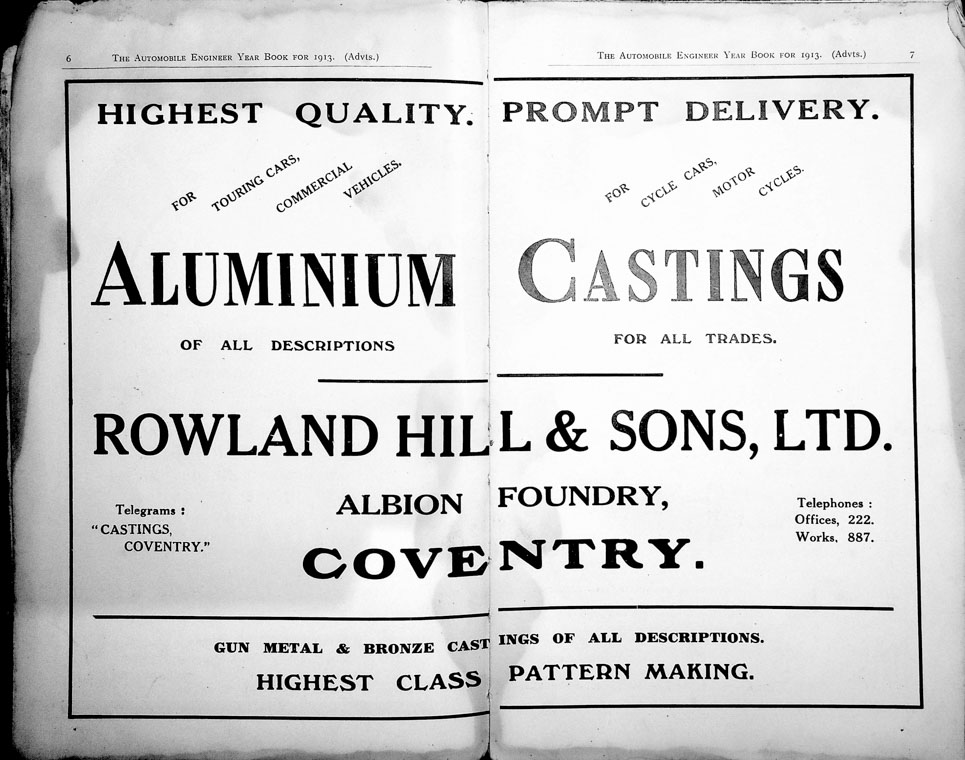 6 THE AUTOMOBILE ENGINEER YEAR BOOK FOR 1913. (Advts.)
THE AUTOMOBILE ENGINEER YEAR BOOK FOR 1913. (Advts.) 7
HIGHEST QUALITY. PROMPT DELIVERY.
FOR TOURING CARS, COMMERCIAL VEHICLES.
FOR CYCLE CARS, MOTOR CYCLES.
ALUMINIUM CASTINGS
OF ALL DESCRIPTIONS
FOR ALL TRADES.
ROWLAND HILL & SONS, LTD.
ALBION FOUNDRY,
Telegrams :
"CASTINGS,
COVENTRY."
Telephones :
Offices, 222.
Works, 887.
COVENTRY.
GUN METAL & BRONZE CASTINGS OF ALL DESCRIPTIONS.
HIGHEST CLASS PATTERN MAKING.